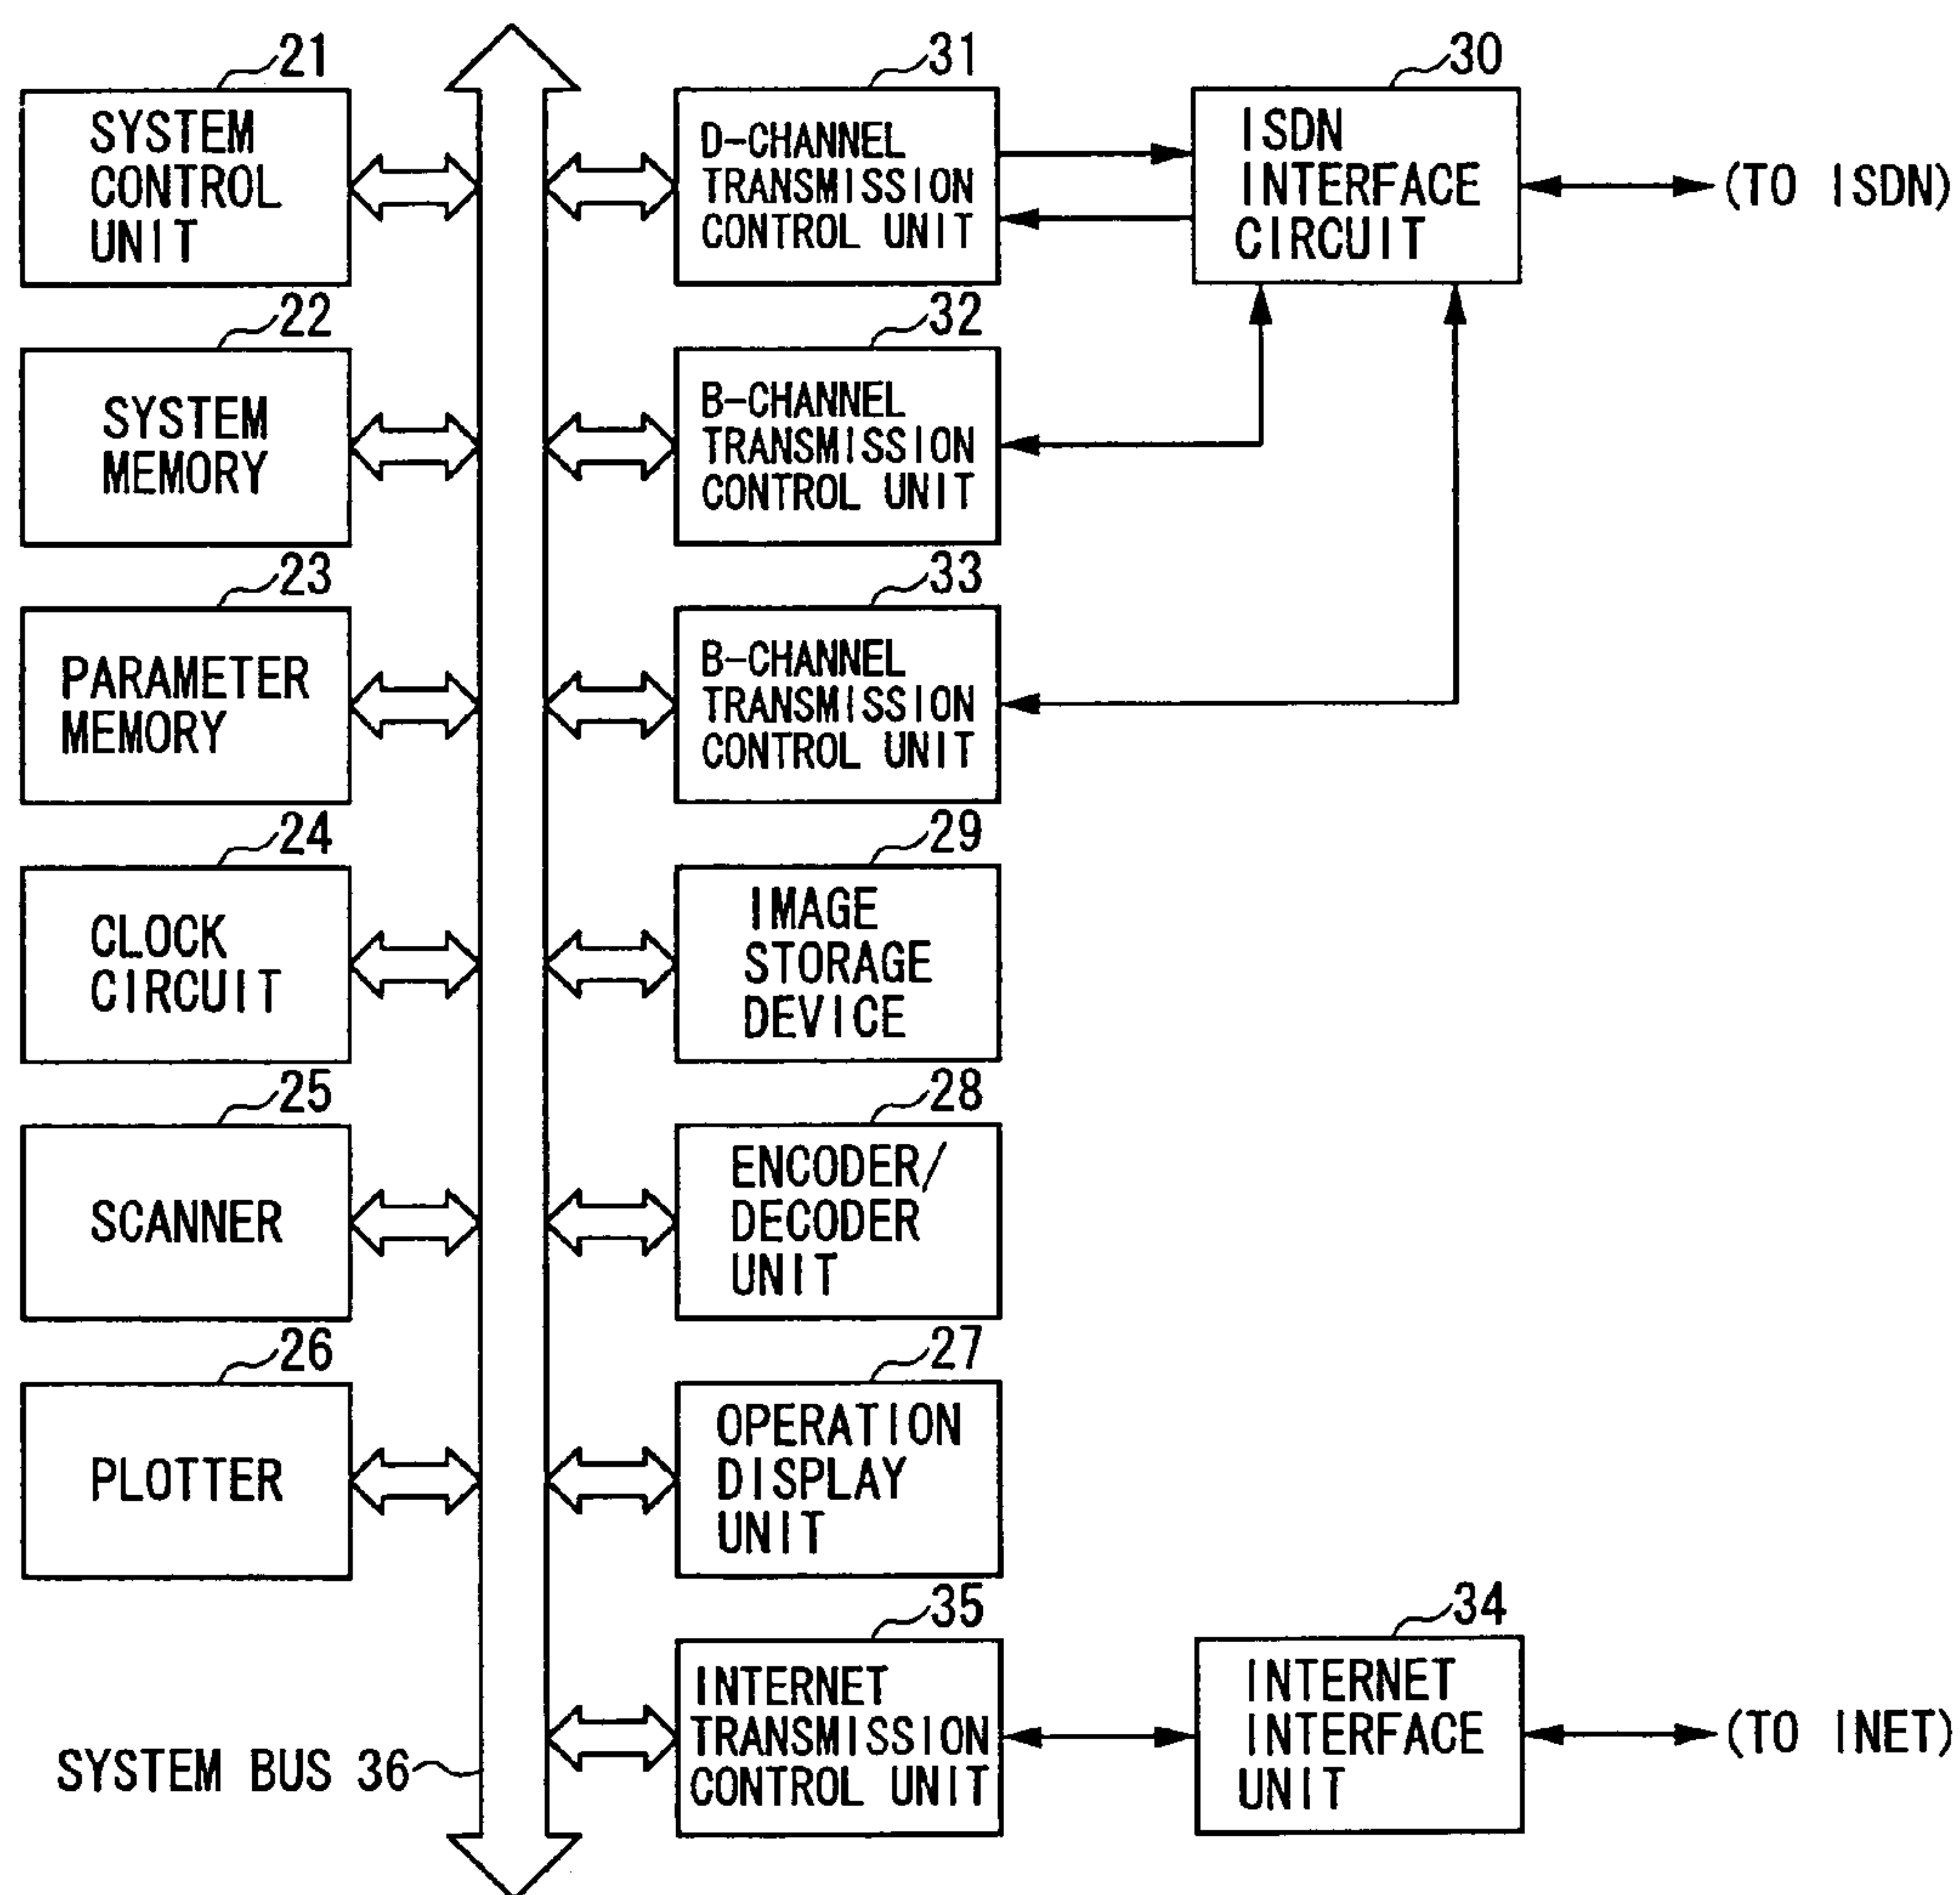 21
SYSTEM
CONTROL
UNIT
31
D-CHANNEL
TRANSMISSION
CONTROL UNIT
30
ISDN
INTERFACE
CIRCUIT
(TO ISDN)
22
SYSTEM
MEMORY
32
B-CHANNEL
TRANSMISSION
CONTROL UNIT
23
PARAMETER
MEMORY
33
B-CHANNEL
TRANSMISSION
CONTROL UNIT
24
CLOCK
CIRCUIT
29
IMAGE
STORAGE
DEVICE
25
SCANNER
28
ENCODER/
DECODER
UNIT
26
PLOTTER
27
OPERATION
DISPLAY
UNIT
SYSTEM BUS 36
35
INTERNET
TRANSMISSION
CONTROL UNIT
34
INTERNET
INTERFACE
UNIT
(TO INET)